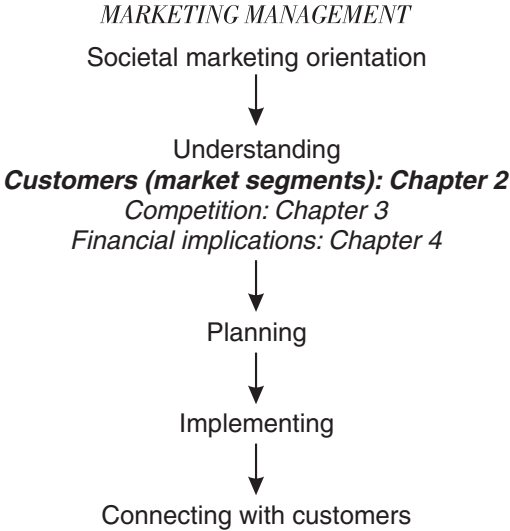 MARKETING MANAGEMENT
Societal marketing orientation
Understanding
Customers (market segments): Chapter 2
Competition: Chapter 3
Financial implications: Chapter 4
Planning
Implementing
Connecting with customers